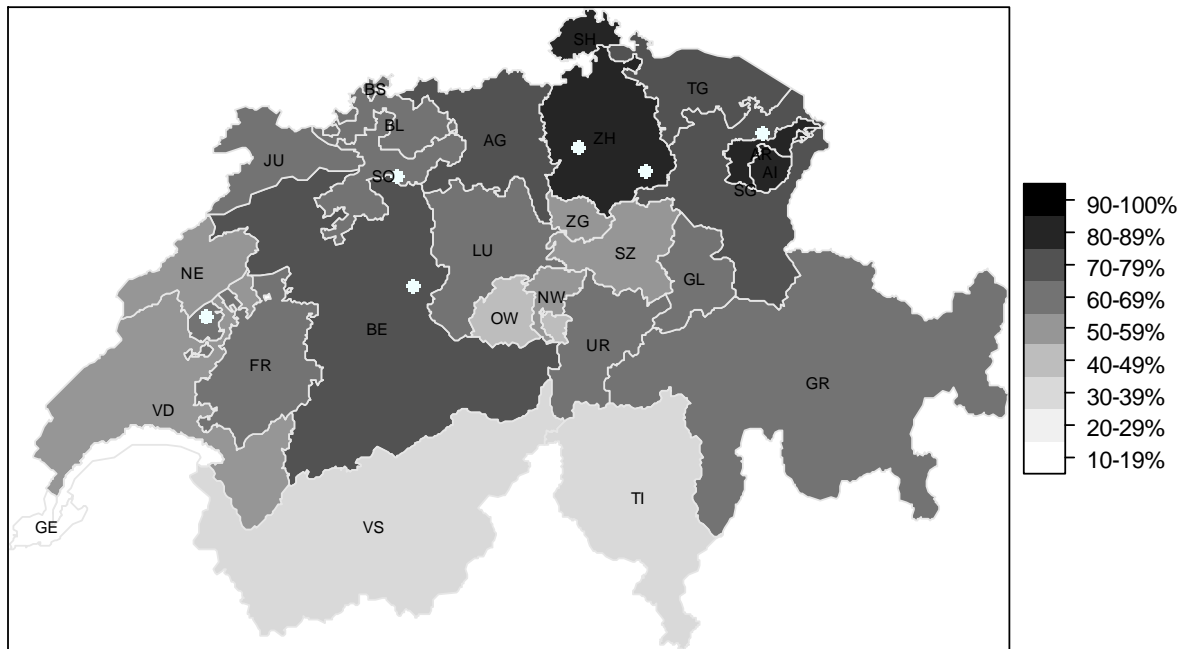 SH
BS
TG
BL
AG
ZH
JU
AR
SO
AI
SG
ZG
LU
SZ
NE
GL
NW
OW
BE
UR
FR
GR
VD
TI
GE
VS
90-100%
80-89%
70-79%
60-69%
50-59%
40-49%
30-39%
20-29%
10-19%